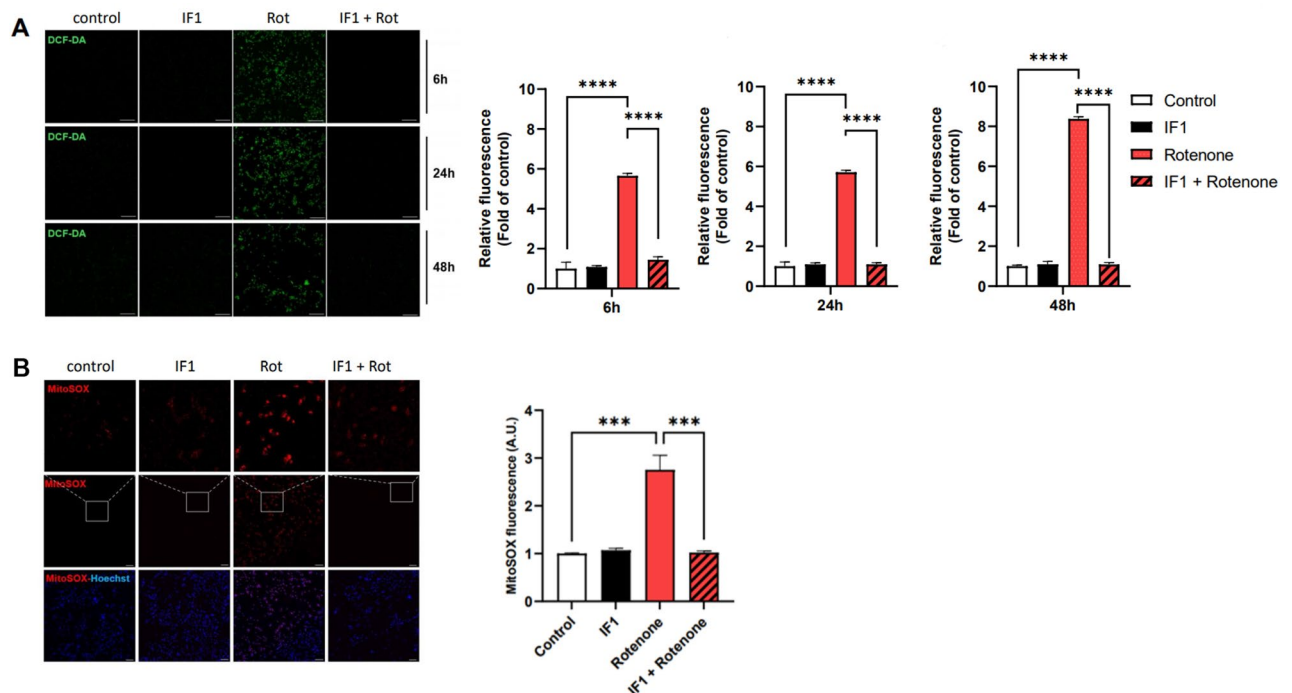 A
control IF1 Rot IF1 + Rot
DCF-DA
6h
DCF-DA
24h
DCF-DA
48h
Relative fluorescence
(Fold of control)
10
8
6
4
2
0
****
****
6h
Relative fluorescence
(Fold of control)
10
8
6
4
2
0
****
****
24h
Relative fluorescence
(Fold of control)
10
8
6
4
2
0
****
****
48h
Control
IF1
Rotenone
IF1 + Rotenone
B
control IF1 Rot IF1 + Rot
MitoSOX
MitoSOX
MitoSOX-Hoechst
MitoSOX fluorescence (A.U.)
4
3
2
1
0
*** ***
Control
IF1
Rotenone
IF1 + Rotenone